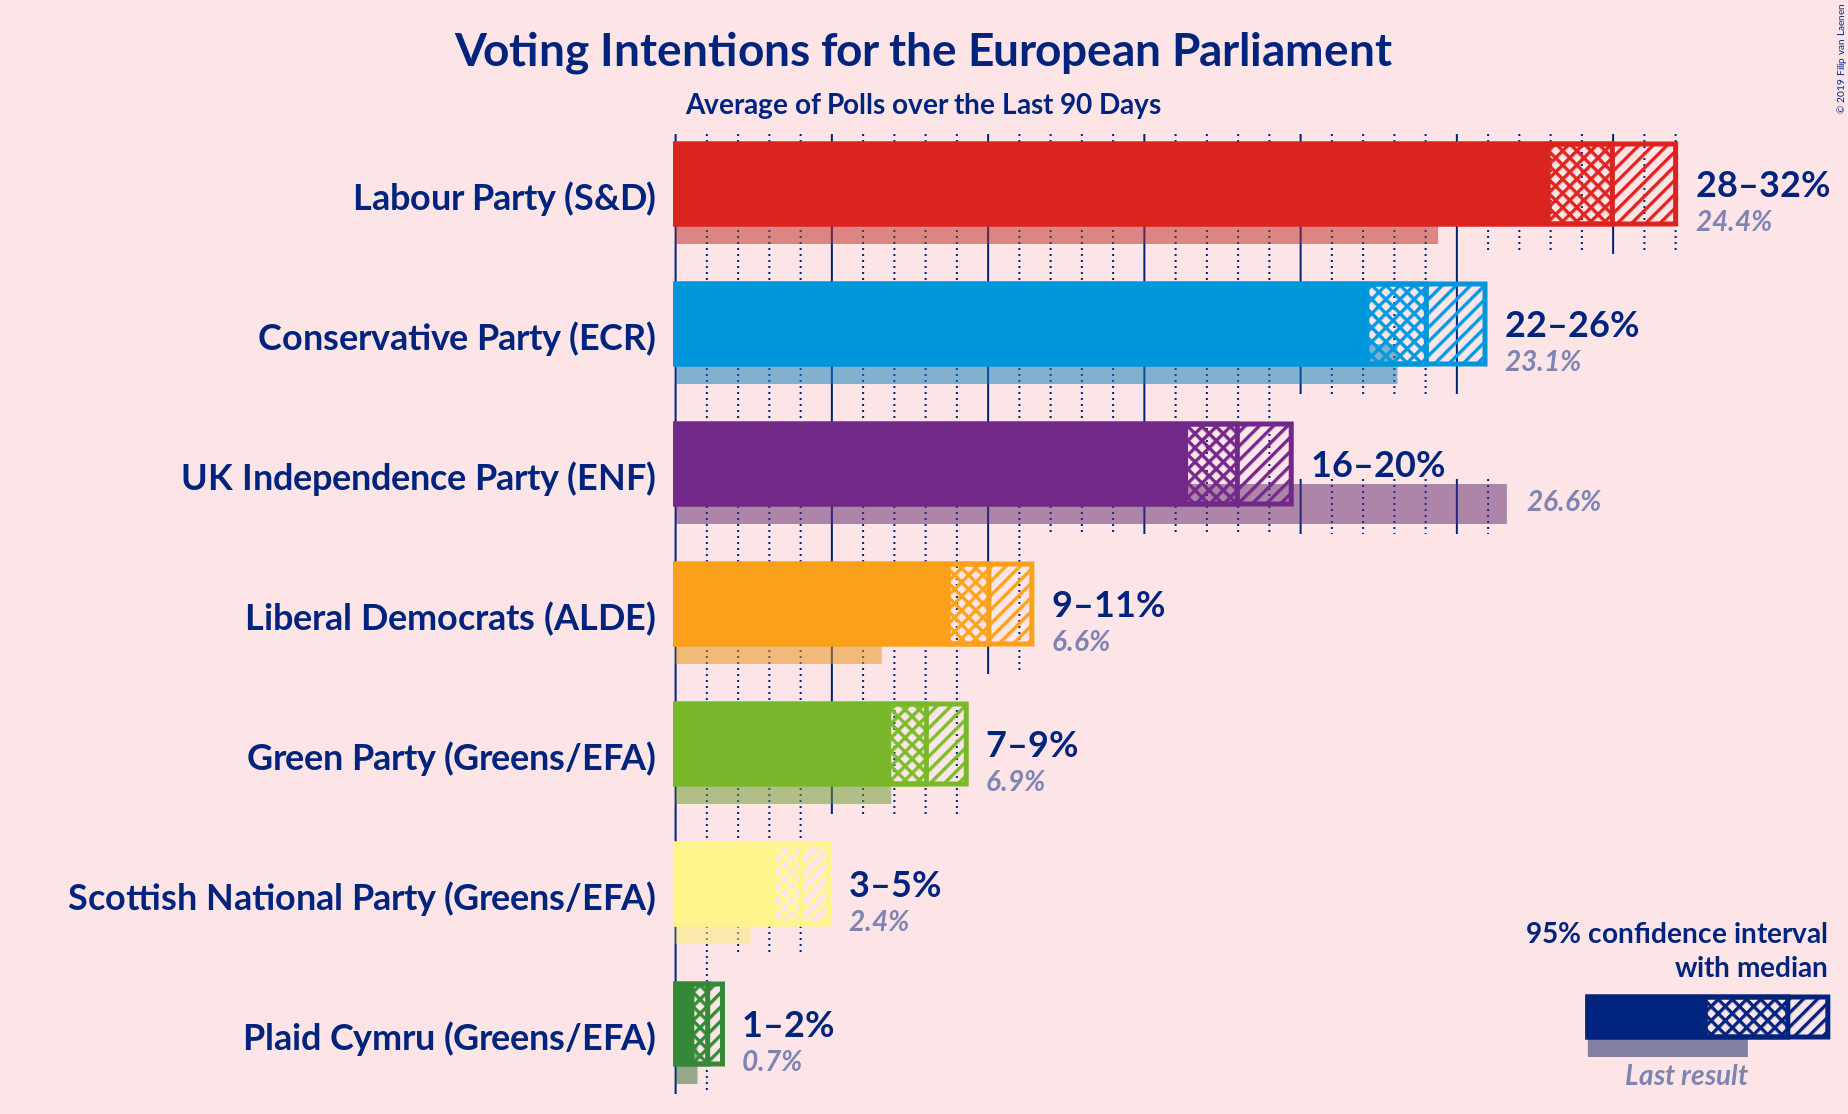 Voting Intentions for the European Parliament
Average of Polls over the Last 90 Days
© 2019 Filip van Laenen
Labour Party (S&D)
28–32%
24.4%
Conservative Party (ECR)
22–26%
23.1%
UK Independence Party (ENF)
16–20%
26.6%
Liberal Democrats (ALDE)
9–11%
6.6%
Green Party (Greens/EFA)
7–9%
6.9%
Scottish National Party (Greens/EFA)
3–5%
2.4%
Plaid Cymru (Greens/EFA)
1–2%
0.7%
95% confidence interval
with median
Last result